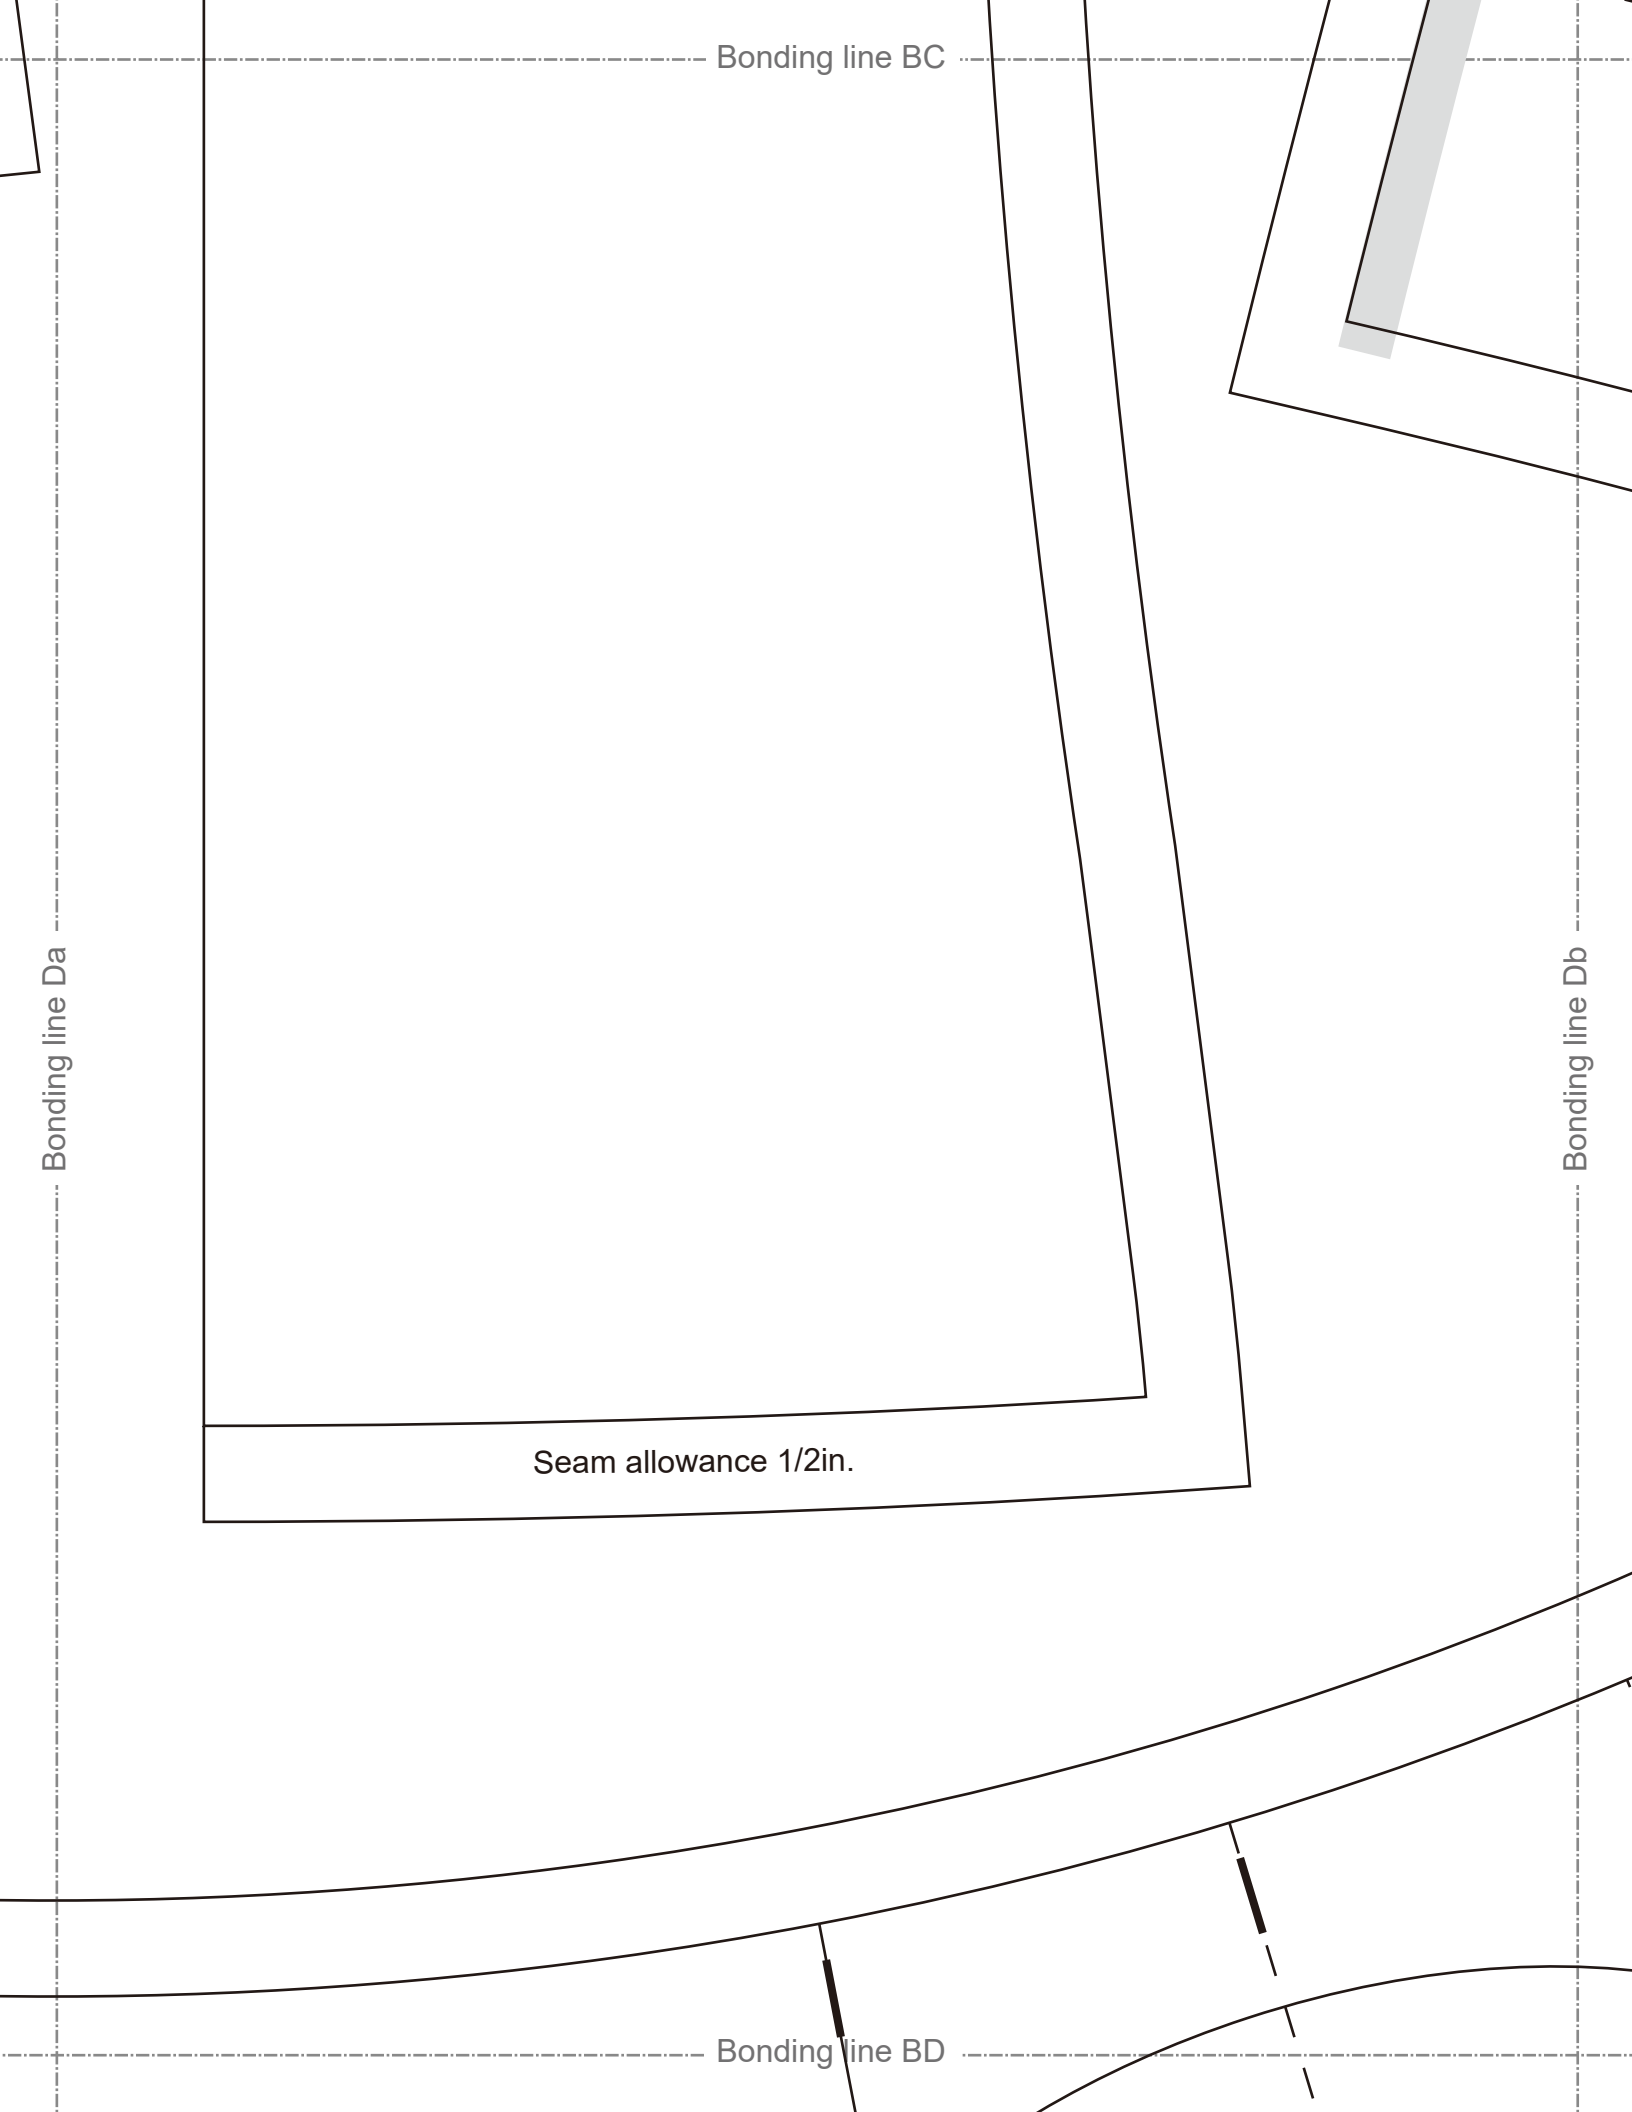 Bonding line BC
Bonding line Da
Bonding line Db
Seam allowance 1/2in.
Bonding line BD